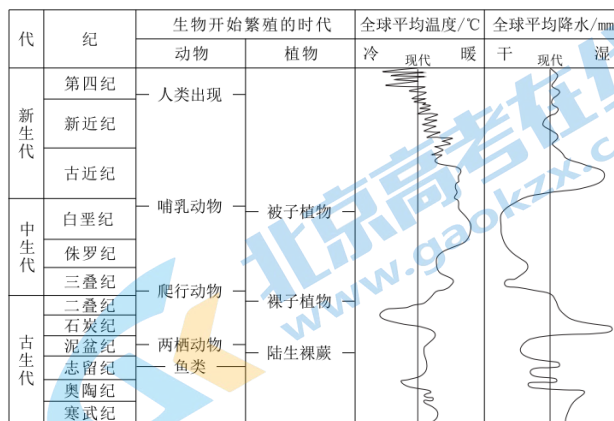 代 纪 生物开始繁殖的时代 全球平均温度/℃ 全球平均降水/mm
动物 植物 冷 现代 暖 干 现代 湿
新生代
第四纪
人类出现
新近纪
古近纪
哺乳动物
被子植物
中生代
白垩纪
侏罗纪
三叠纪
爬行动物
裸子植物
古生代
二叠纪
石炭纪
泥盆纪
两栖动物
陆生裸蕨
志留纪
鱼类
奥陶纪
寒武纪
北京高考在线
www.gaokzx.com